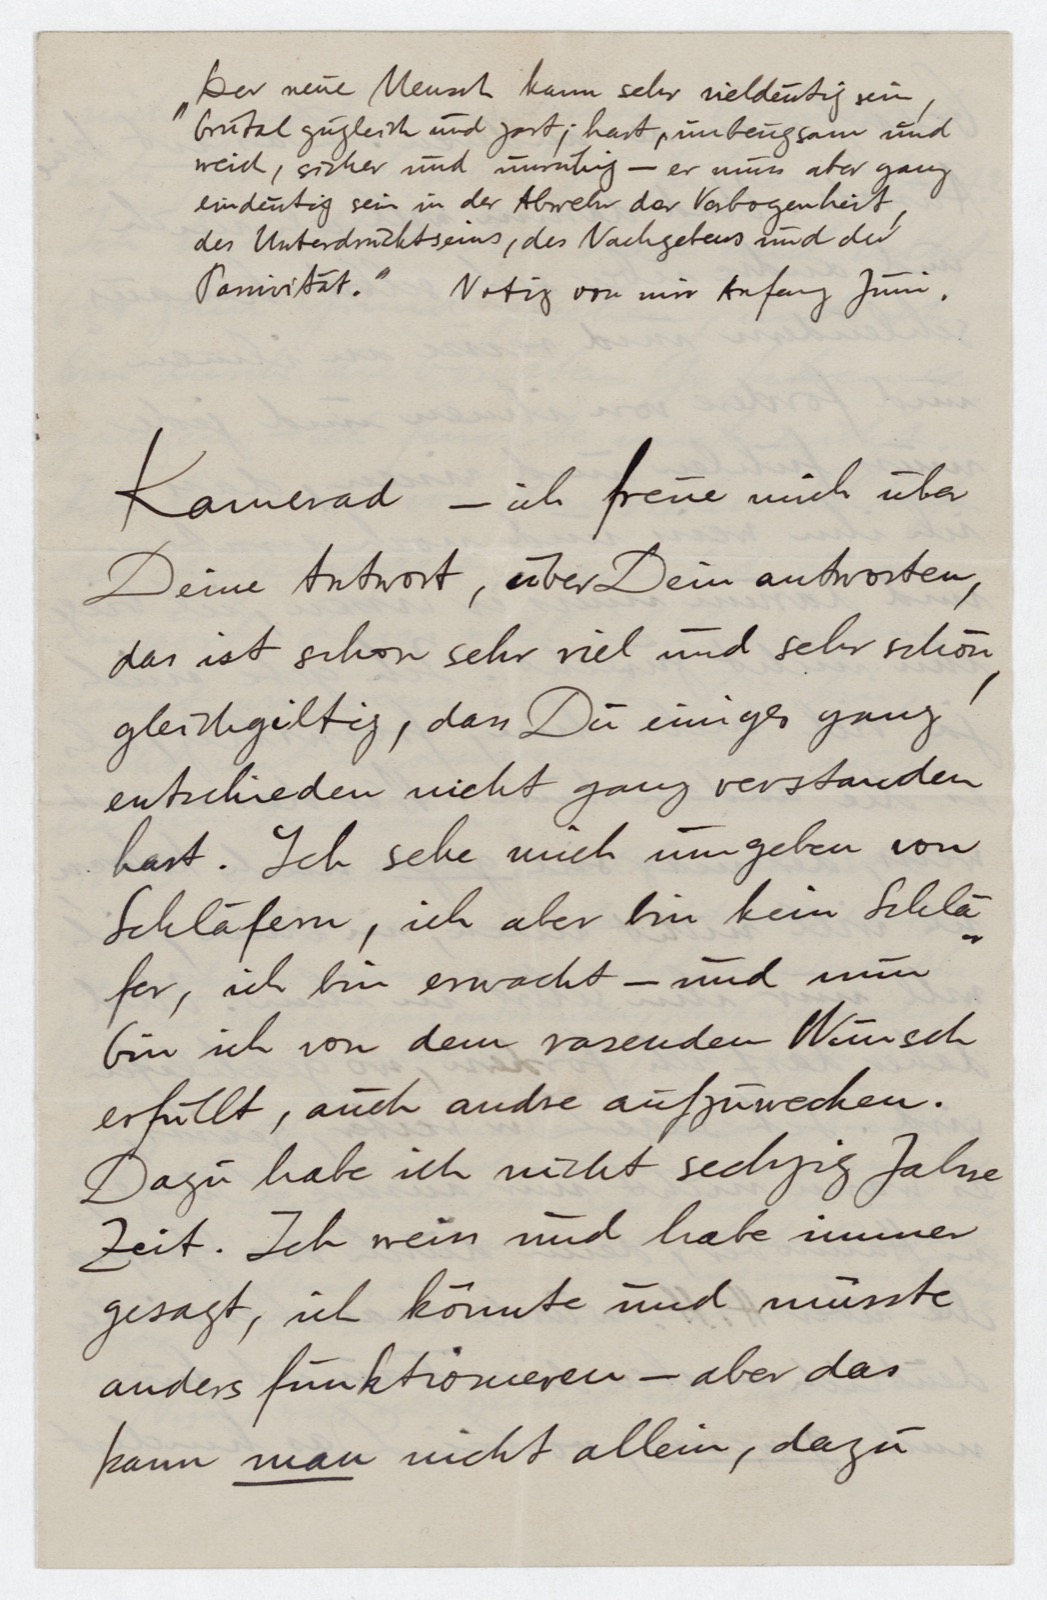 „Der neue Mensch kann sehr vieldeutig sein,
brutal zugleich und zart; hart, unbeugsam und
weich, sicher und unruhig — er muss aber ganz
eindeutig sein in der Abwehr der Verbogenheit,
des Unterdrücktseins, des Nachgebens und der
Passivität." Notiz von mir Anfang Juni.
Kamerad — ich freue mich über
Deine Antwort, über Dein antworten,
das ist schon sehr viel und sehr schön,
gleichgiltig, dass Du einiges ganz
entschieden nicht ganz verstanden
hast. Ich sehe mich umgeben von
Schläfern, ich aber bin kein Schlä-
fer, ich bin erwacht — und nun
bin ich von dem rasenden Wunsch
erfüllt, auch andre aufzuwecken.
Dazu habe ich nicht sechzig Jahre
Zeit. Ich weiss und habe immer
gesagt, ich könnte und müsste
anders funktionieren — aber das
kann man nicht allein, dazu